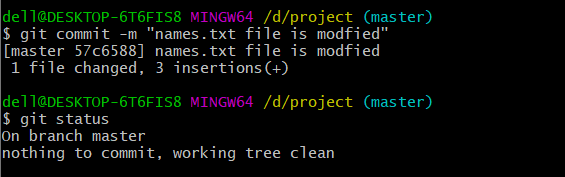 dell@DESKTOP-6T6FIS8 MINGW64 /d/project (master)
$ git commit -m "names.txt file is modfied"
[master 57c6588] names.txt file is modfied
 1 file changed, 3 insertions(+)

dell@DESKTOP-6T6FIS8 MINGW64 /d/project (master)
$ git status
On branch master
nothing to commit, working tree clean